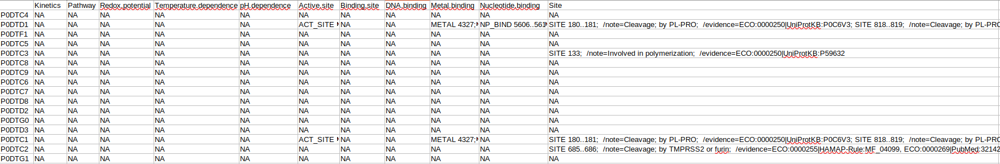 Kinetics Pathway Redox.potential Temperature.dependence pH.dependence Active.site Binding.site DNA.binding Metal.binding Nucleotide.binding Site
P0DTC4 NA NA NA NA NA NA NA NA NA NA NA
P0DTD1 NA NA NA NA NA ACT_SITE NA NA METAL 4327; NP_BIND 5606..561 SITE 180..181; /note=Cleavage; by PL-PRO; /evidence=ECO:0000250|UniProtKB:P0C6V3; SITE 818..819; /note=Cleavage; by PL-PRO
P0DTF1 NA NA NA NA NA NA NA NA NA NA NA
P0DTC5 NA NA NA NA NA NA NA NA NA NA NA
P0DTC3 NA NA NA NA NA NA NA NA NA NA SITE 133; /note=Involved in polymerization; /evidence=ECO:0000250|UniProtKB:P59632
P0DTC8 NA NA NA NA NA NA NA NA NA NA NA
P0DTC9 NA NA NA NA NA NA NA NA NA NA NA
P0DTC6 NA NA NA NA NA NA NA NA NA NA NA
P0DTC7 NA NA NA NA NA NA NA NA NA NA NA
P0DTD8 NA NA NA NA NA NA NA NA NA NA NA
P0DTD2 NA NA NA NA NA NA NA NA NA NA NA
P0DTG0 NA NA NA NA NA NA NA NA NA NA NA
P0DTD3 NA NA NA NA NA NA NA NA NA NA NA
P0DTC1 NA NA NA NA NA ACT_SITE NA NA METAL 4327; NA SITE 180..181; /note=Cleavage; by PL-PRO; /evidence=ECO:0000250|UniProtKB:P0C6V3; SITE 818..819; /note=Cleavage; by PL-PRO
P0DTC2 NA NA NA NA NA NA NA NA NA NA SITE 685..686; /note=Cleavage; by TMPRSS2 or furin; /evidence=ECO:0000255|HAMAP-Rule:MF_04099, ECO:0000269|PubMed:32142
P0DTG1 NA NA NA NA NA NA NA NA NA NA NA